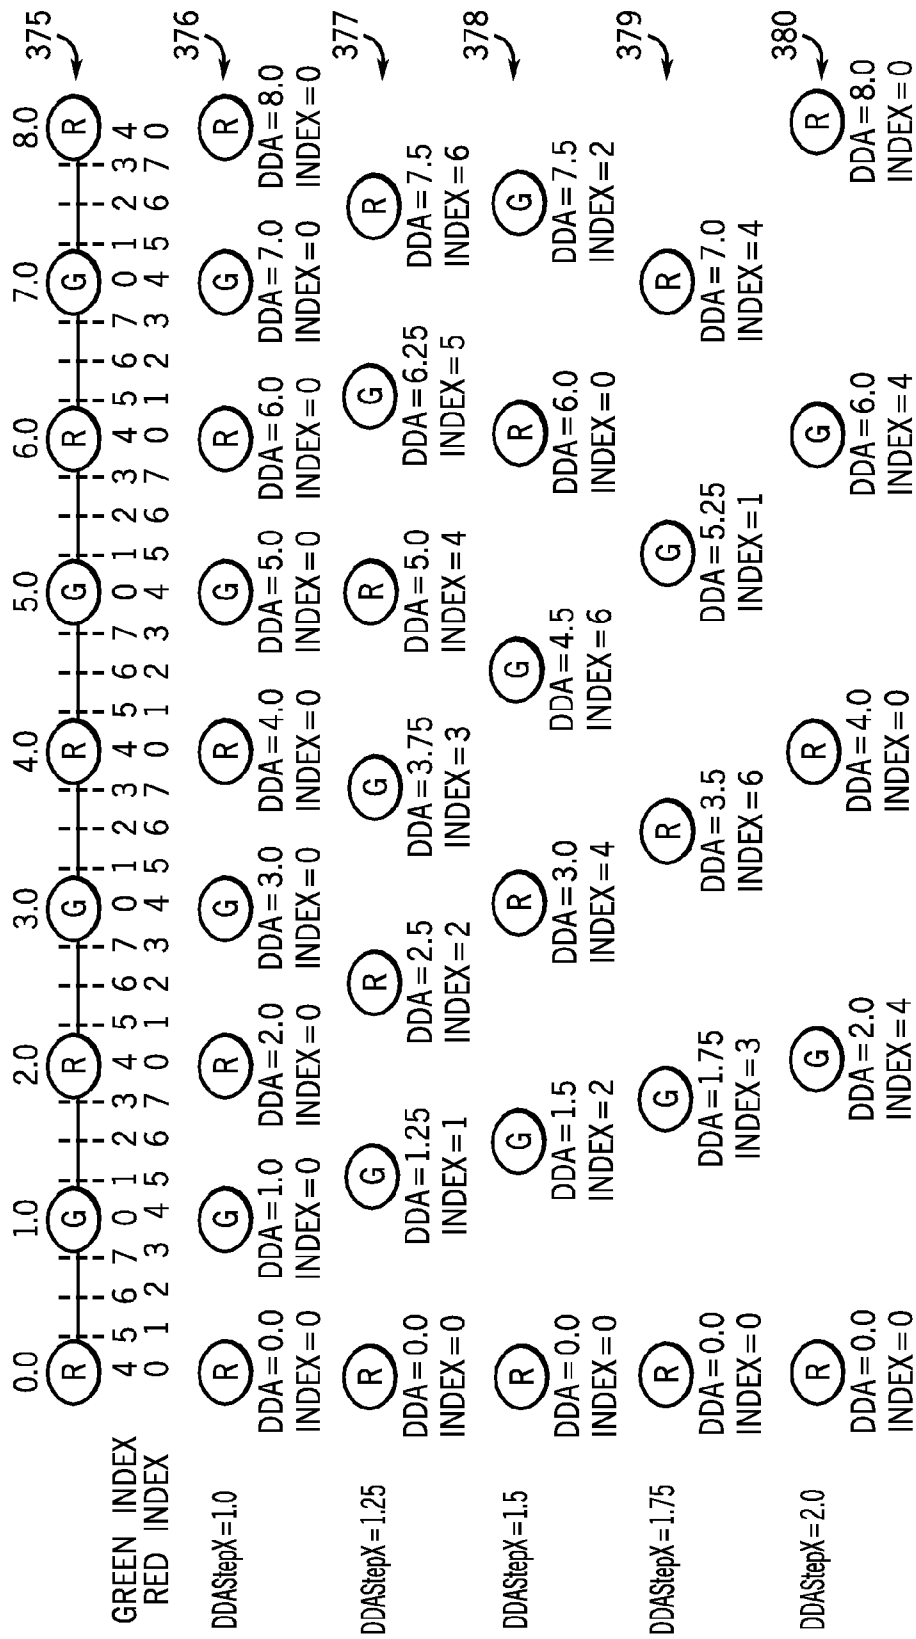 0.0 1.0 2.0 3.0 4.0 5.0 6.0 7.0 8.0 375
R G R G R G R G R
GREEN INDEX 4 5 6 7 0 1 2 3 4 5 6 7 0 1 2 3 4 5 6 7 0 1 2 3 4 5 6 7 0 1 2 3 4
RED INDEX 0 1 2 3 4 5 6 7 0 1 2 3 4 5 6 7 0 1 2 3 4 5 6 7 0 1 2 3 4 5 6 7 0
376
DDAStepX=1.0 R G R G R G R G R
DDA=0.0 DDA=1.0 DDA=2.0 DDA=3.0 DDA=4.0 DDA=5.0 DDA=6.0 DDA=7.0 DDA=8.0
INDEX=0 INDEX=0 INDEX=0 INDEX=0 INDEX=0 INDEX=0 INDEX=0 INDEX=0 INDEX=0
377
DDAStepX=1.25 R G R G R G R
DDA=0.0 DDA=1.25 DDA=2.5 DDA=3.75 DDA=5.0 DDA=6.25 DDA=7.5
INDEX=0 INDEX=1 INDEX=2 INDEX=3 INDEX=4 INDEX=5 INDEX=6
378
DDAStepX=1.5 R G R G R G
DDA=0.0 DDA=1.5 DDA=3.0 DDA=4.5 DDA=6.0 DDA=7.5
INDEX=0 INDEX=2 INDEX=4 INDEX=6 INDEX=0 INDEX=2
379
DDAStepX=1.75 R G R G R
DDA=0.0 DDA=1.75 DDA=3.5 DDA=5.25 DDA=7.0
INDEX=0 INDEX=3 INDEX=6 INDEX=1 INDEX=4
380
DDAStepX=2.0 R G R G R
DDA=0.0 DDA=2.0 DDA=4.0 DDA=6.0 DDA=8.0
INDEX=0 INDEX=4 INDEX=0 INDEX=4 INDEX=0